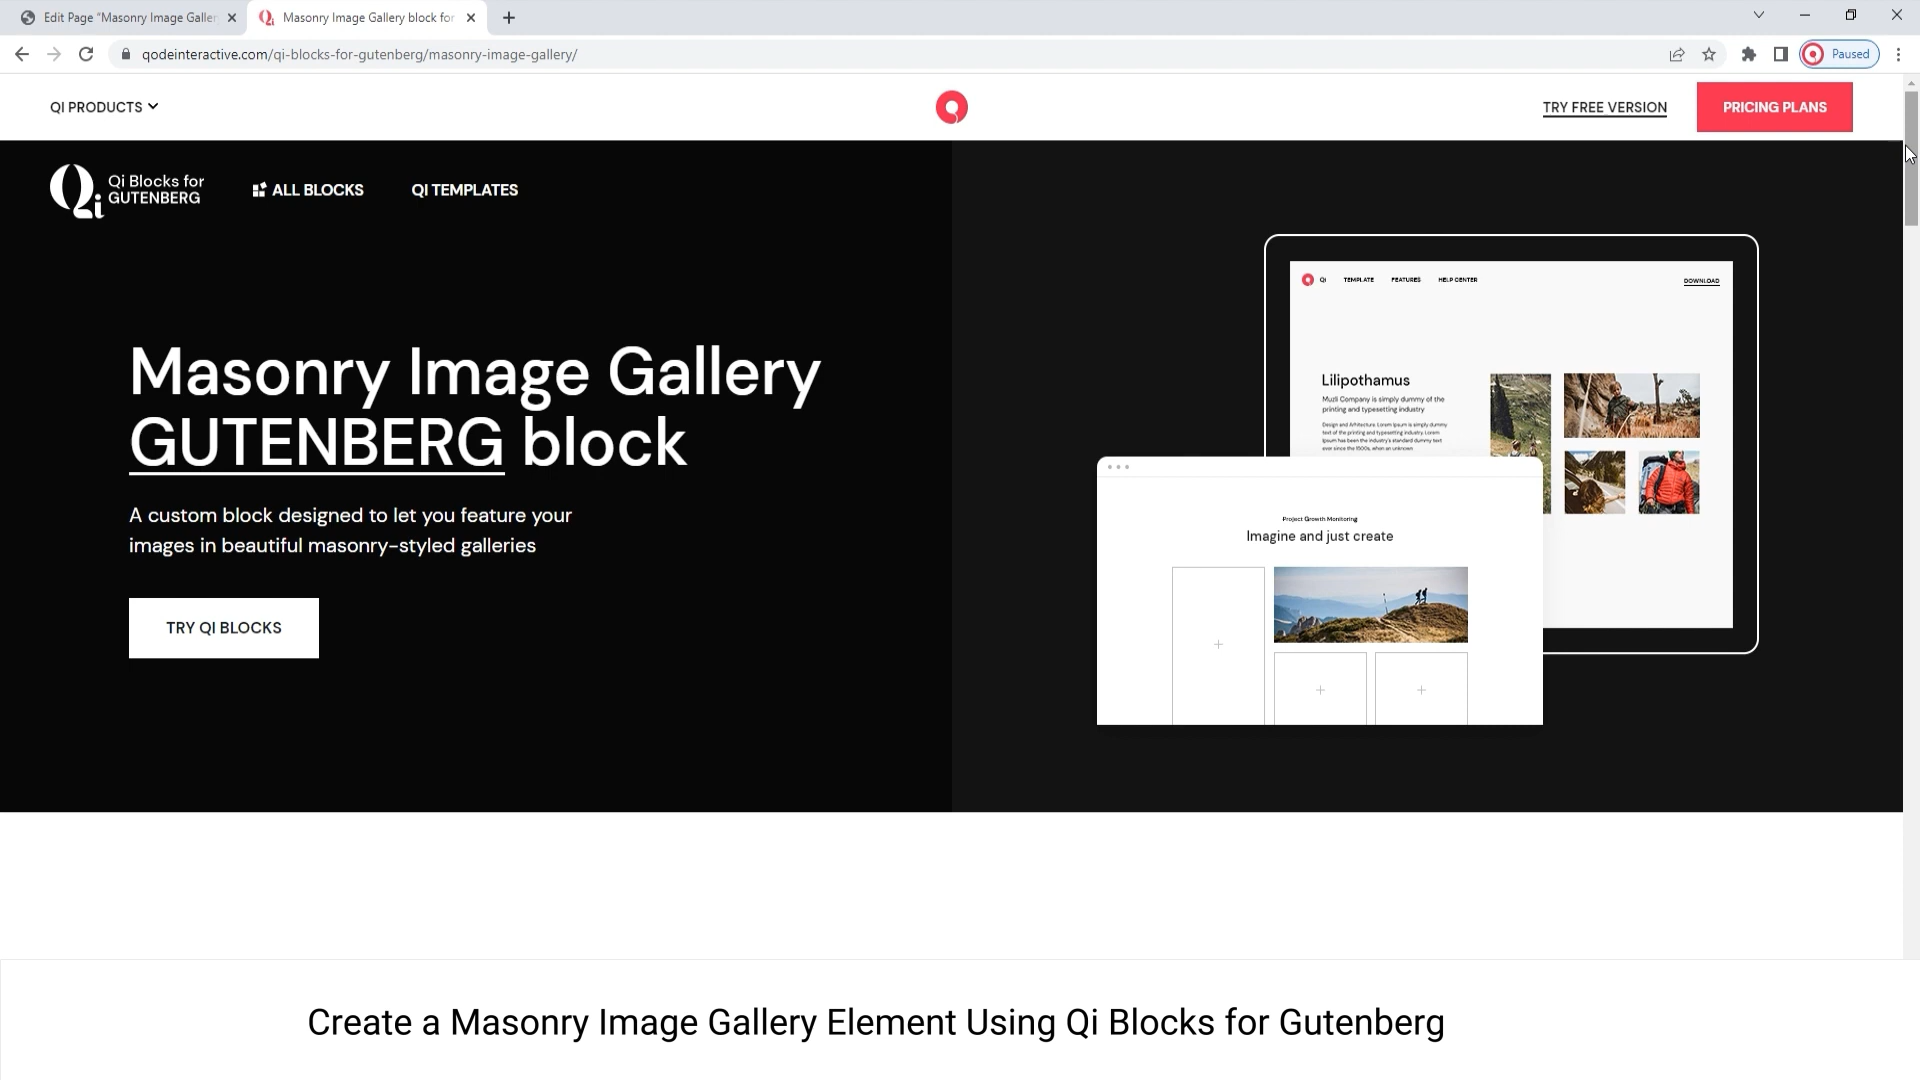 Edit Page "Masonry Image Galler
Masonry Image Gallery block for
qodeinteractive.com/qi-blocks-for-gutenberg/masonry-image-gallery/
Paused
QI PRODUCTS
TRY FREE VERSION
PRICING PLANS
Qi
Qi Blocks for
GUTENBERG
ALL BLOCKS
QI TEMPLATES
QI
TEMPLATE
FEATURES
HELP CENTER
DOWNLOAD
Masonry Image Gallery
GUTENBERG block
A custom block designed to let you feature your
images in beautiful masonry-styled galleries
TRY QI BLOCKS
Lilipothamus
Muzli Company is simply dummy of the
printing and typesetting industry
Design and Arhitecture. Lorem Ipsum is simply dummy
text of the printing and typesetting industry. Lorem
Ipsum has been the industry's standard dummy text
ever since the 1500s, when an unknown
Project Growth Monitoring
Imagine and just create
Create a Masonry Image Gallery Element Using Qi Blocks for Gutenberg